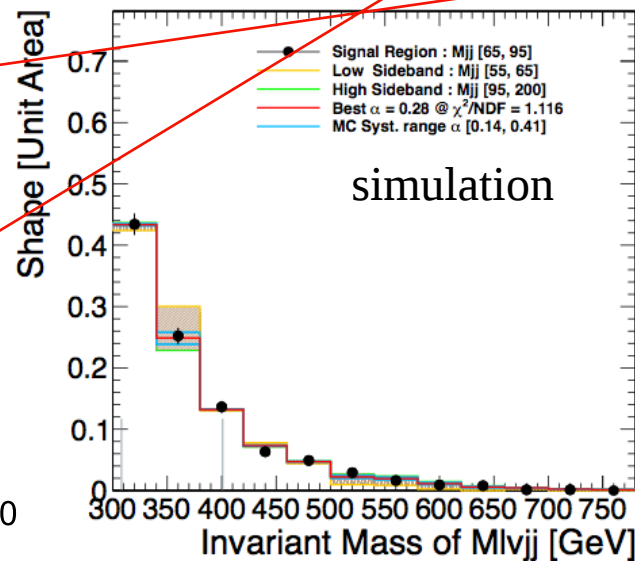 Shape [Unit Area]
0.7
0.6
0.5
0.4
0.3
0.2
0.1
0
Signal Region : Mjj [65, 95]
Low Sideband : Mjj [55, 65]
High Sideband : Mjj [95, 200]
Best α = 0.28 @ χ²/NDF = 1.116
MC Syst. range α [0.14, 0.41]
simulation
0
300 350 400 450 500 550 600 650 700 750
Invariant Mass of Mlvjj [GeV]